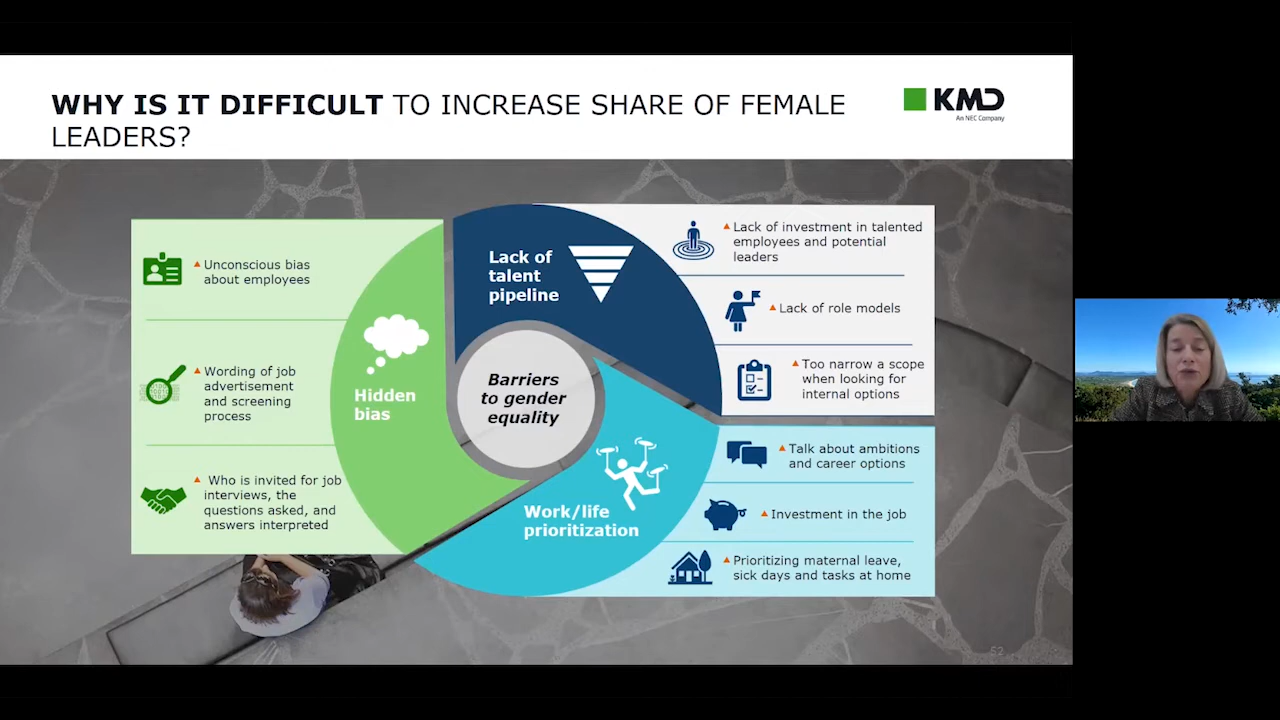 WHY IS IT DIFFICULT TO INCREASE SHARE OF FEMALE
LEADERS?
KMD
An NEC Company
Unconscious bias
about employees
Wording of job
advertisement
and screening
process
Who is invited for job
interviews, the
questions asked, and
answers interpreted
Hidden
bias
Barriers
to gender
equality
Lack of
talent
pipeline
Lack of investment in talented
employees and potential
leaders
Lack of role models
Too narrow a scope
when looking for
internal options
Work/life
prioritization
Talk about ambitions
and career options
Investment in the job
Prioritizing maternal leave,
sick days and tasks at home
52